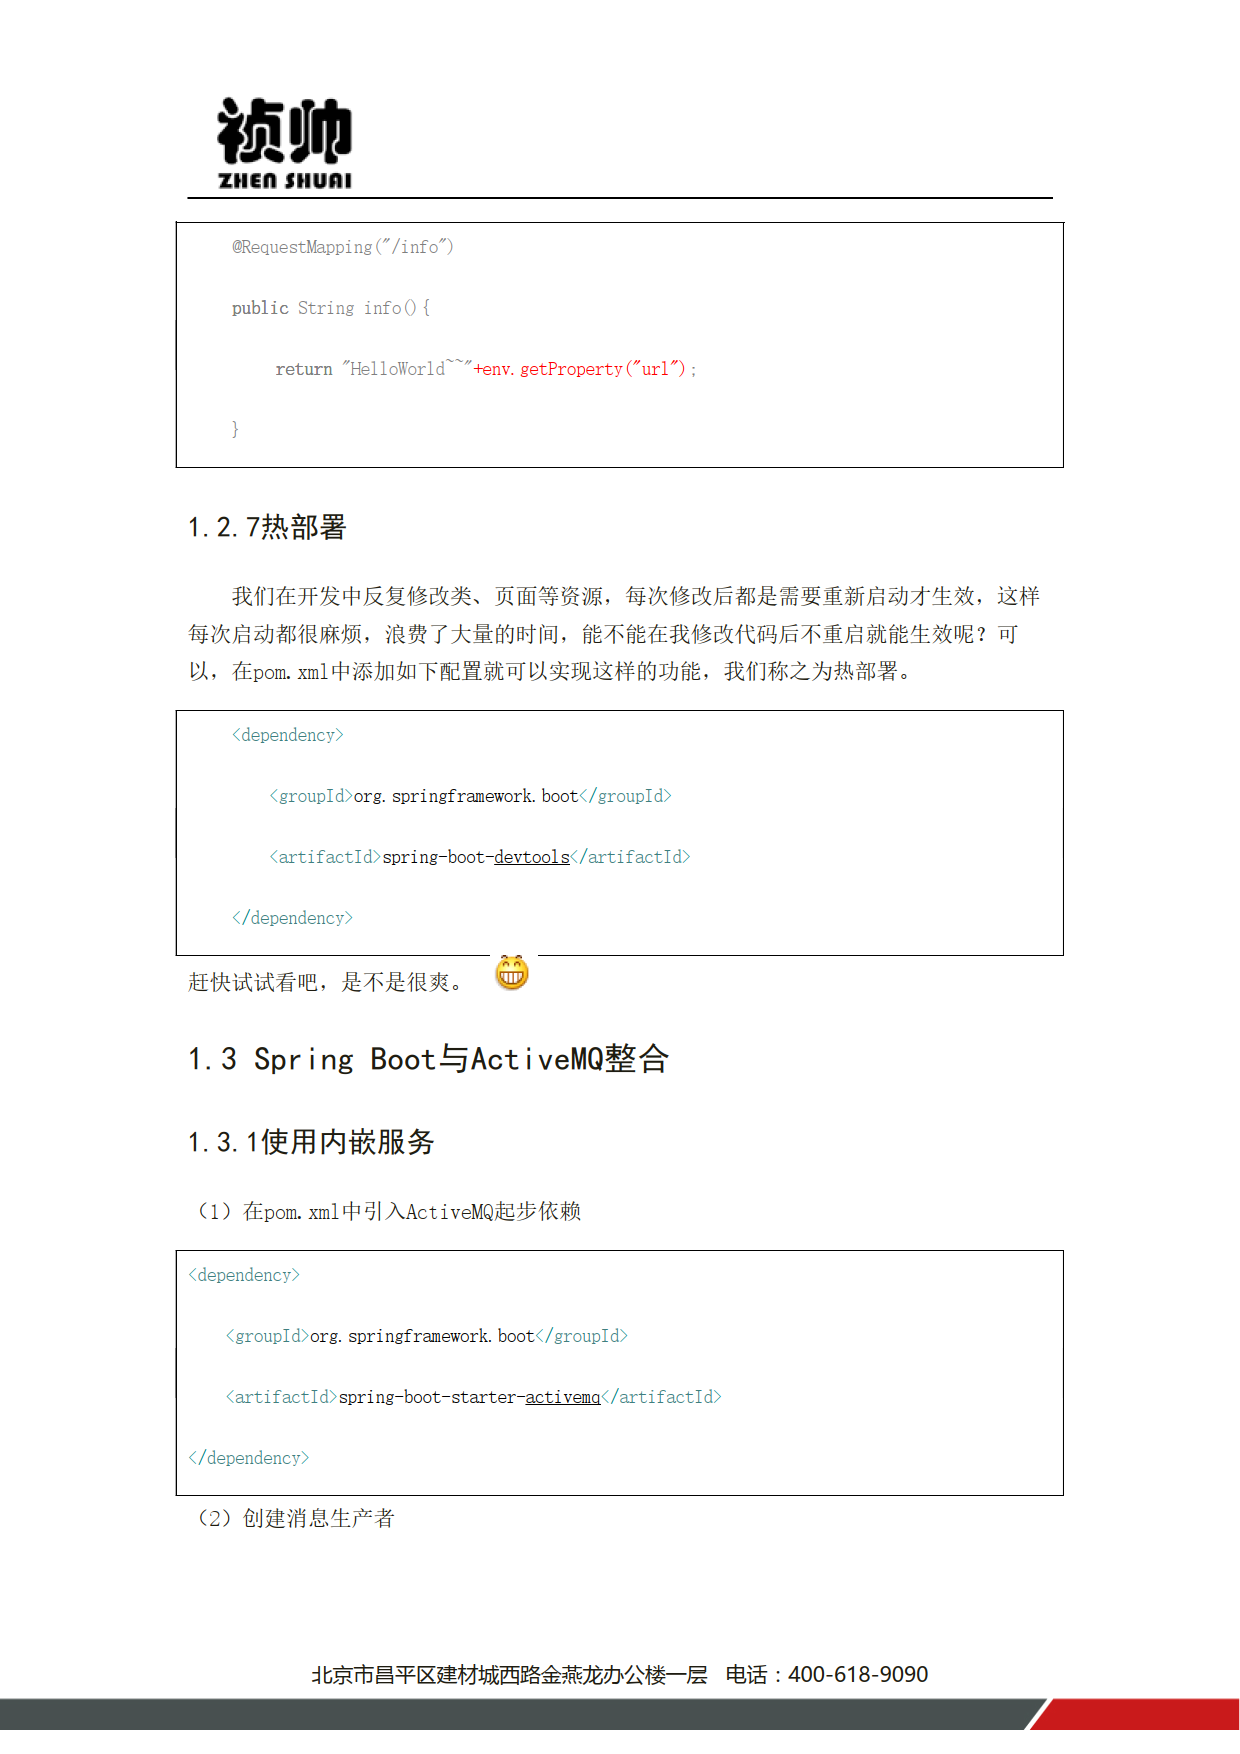 祯帅
ZHEN SHUAI
@RequestMapping("/info")
public String info(){
return "HelloWorld~~"+env.getProperty("url");
}
1.2.7热部署
我们在开发中反复修改类、页面等资源，每次修改后都是需要重新启动才生效，这样
每次启动都很麻烦，浪费了大量的时间，能不能在我修改代码后不重启就能生效呢？可
以，在pom.xml中添加如下配置就可以实现这样的功能，我们称之为热部署。
<dependency>
<groupId>org.springframework.boot</groupId>
<artifactId>spring-boot-devtools</artifactId>
</dependency>
赶快试试看吧，是不是很爽。
1.3 Spring Boot与ActiveMQ整合
1.3.1使用内嵌服务
（1）在pom.xml中引入ActiveMQ起步依赖
<dependency>
<groupId>org.springframework.boot</groupId>
<artifactId>spring-boot-starter-activemq</artifactId>
</dependency>
（2）创建消息生产者
北京市昌平区建材城西路金燕龙办公楼一层 电话：400-618-9090